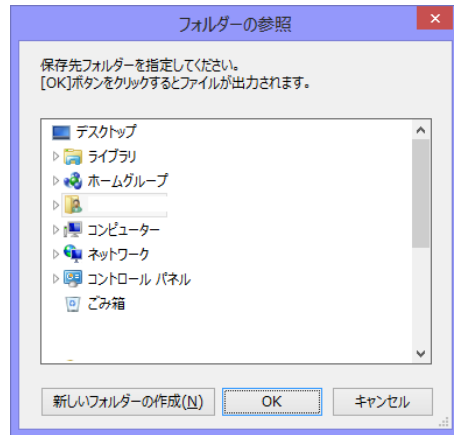 フォルダーの参照
保存先フォルダーを指定してください。
[OK]ボタンをクリックするとファイルが出力されます。
デスクトップ
ライブラリ
ホームグループ
コンピューター
ネットワーク
コントロール パネル
ごみ箱
新しいフォルダーの作成(N)
OK
キャンセル